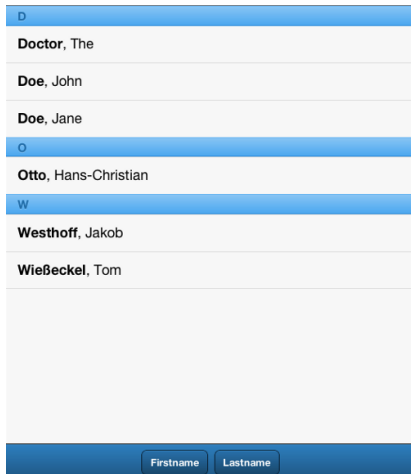 D
Doctor, The
Doe, John
Doe, Jane
O
Otto, Hans-Christian
W
Westhoff, Jakob
Wießeckel, Tom
Firstname Lastname